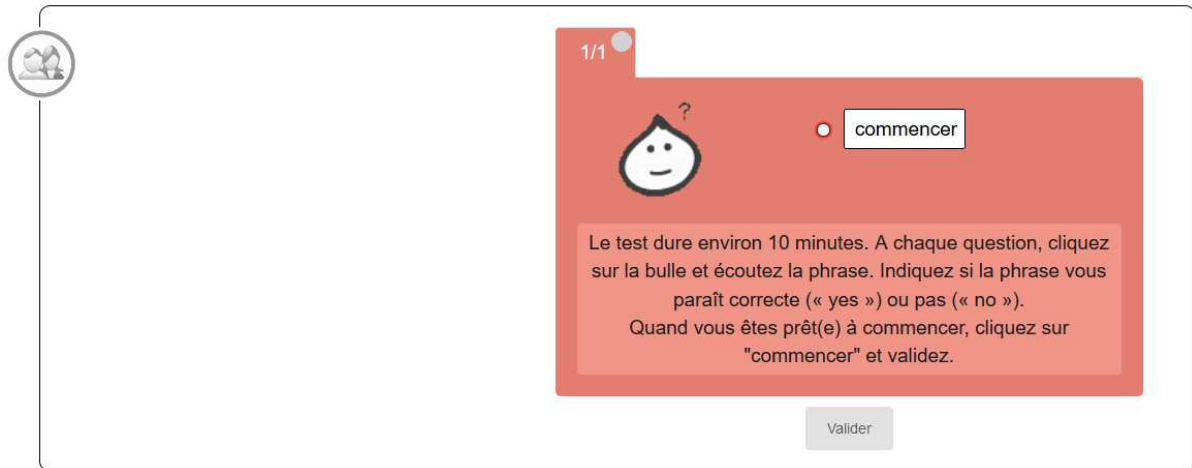 1/1
?
commencer
Le test dure environ 10 minutes. A chaque question, cliquez
sur la bulle et écoutez la phrase. Indiquez si la phrase vous
paraît correcte (« yes ») ou pas (« no »).
Quand vous êtes prêt(e) à commencer, cliquez sur
"commencer" et validez.
Valider